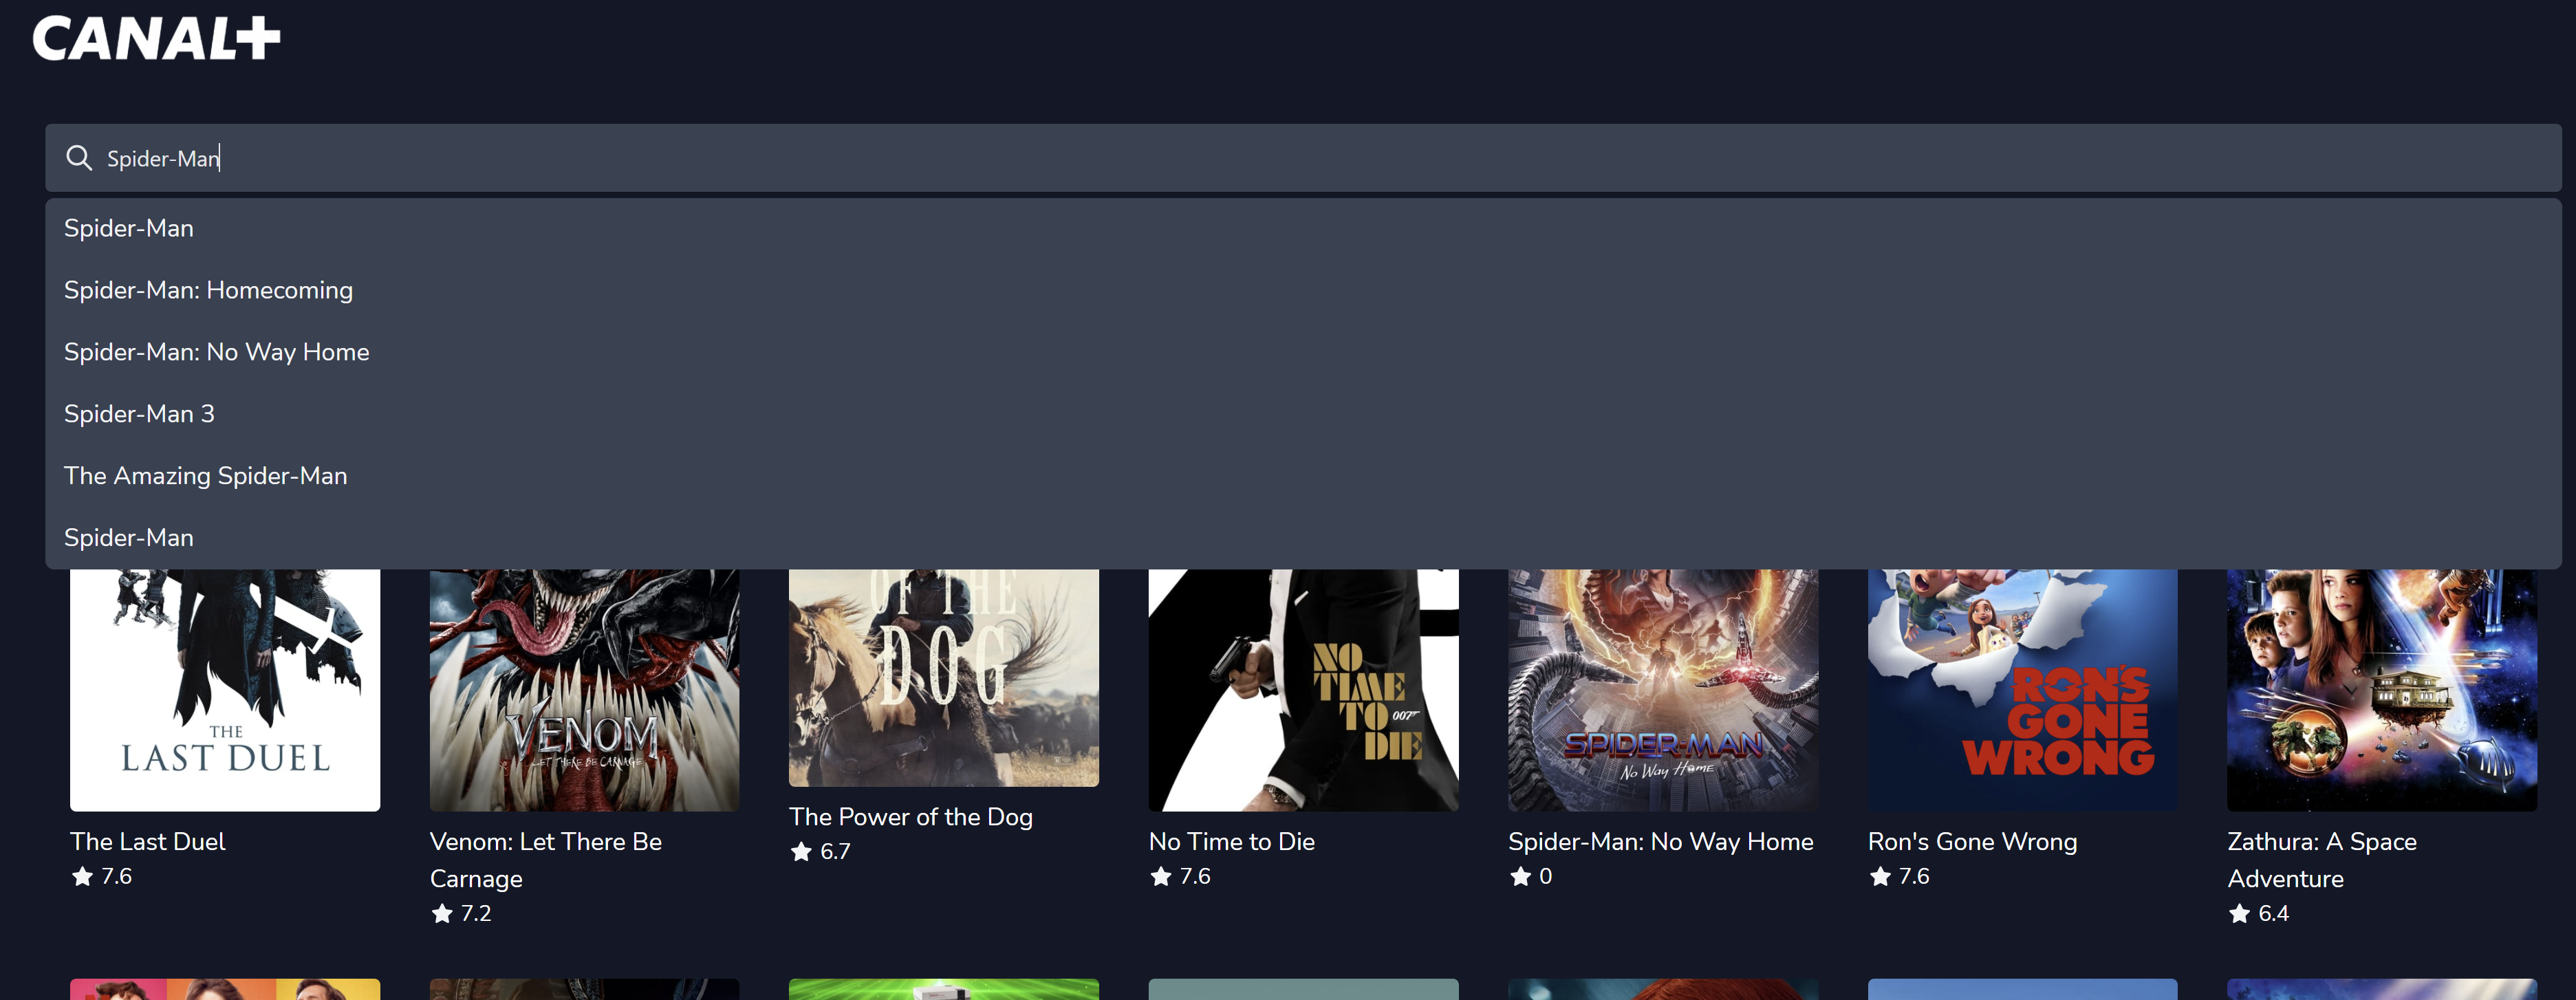 CANAL+
Spider-Man
Spider-Man
Spider-Man: Homecoming
Spider-Man: No Way Home
Spider-Man 3
The Amazing Spider-Man
Spider-Man
THE
LAST DUEL
VENOM
LET THERE BE CARNAGE
OF THE
DOG
NO
TIME
TO 007
DIE
SPIDER-MAN
No Way Home
RON'S
GONE
WRONG
The Last Duel
7.6
Venom: Let There Be
Carnage
7.2
The Power of the Dog
6.7
No Time to Die
7.6
Spider-Man: No Way Home
0
Ron's Gone Wrong
7.6
Zathura: A Space
Adventure
6.4